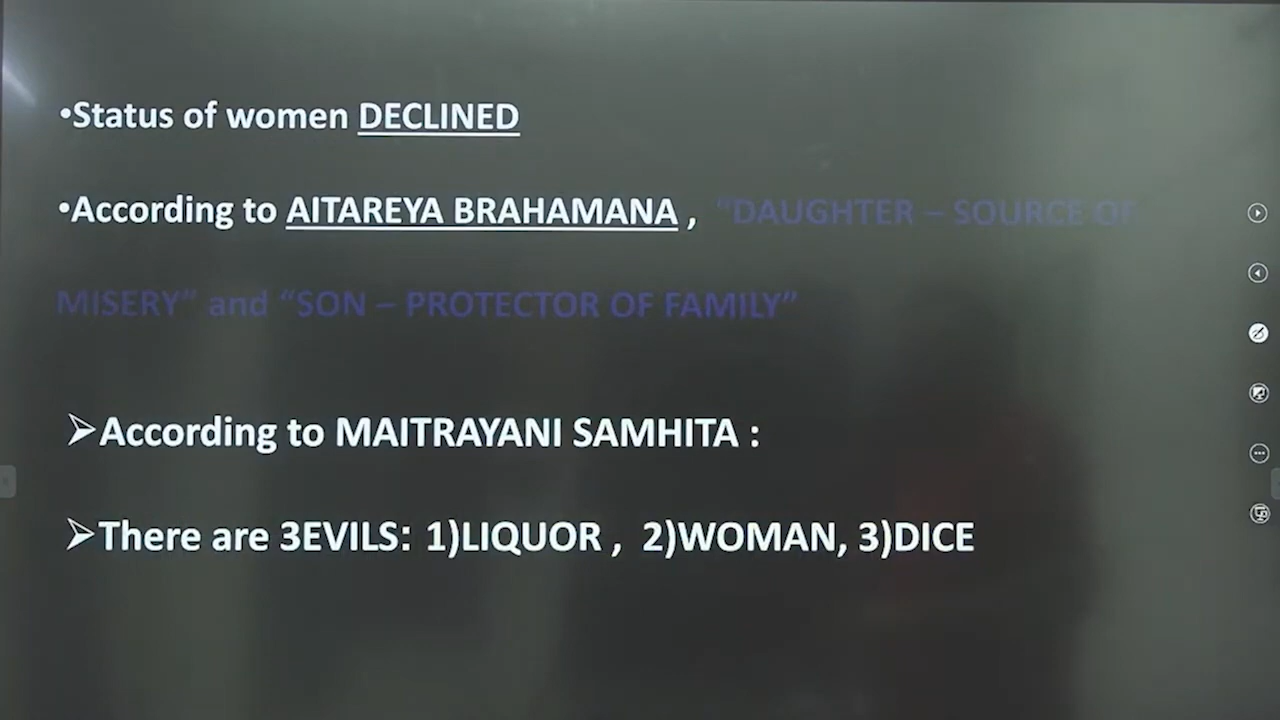 •Status of women DECLINED
•According to AITAREYA BRAHAMANA , “DAUGHTER – SOURCE OF
MISERY” and “SON – PROTECTOR OF FAMILY”
➢According to MAITRAYANI SAMHITA :
➢There are 3EVILS: 1)LIQUOR , 2)WOMAN, 3)DICE